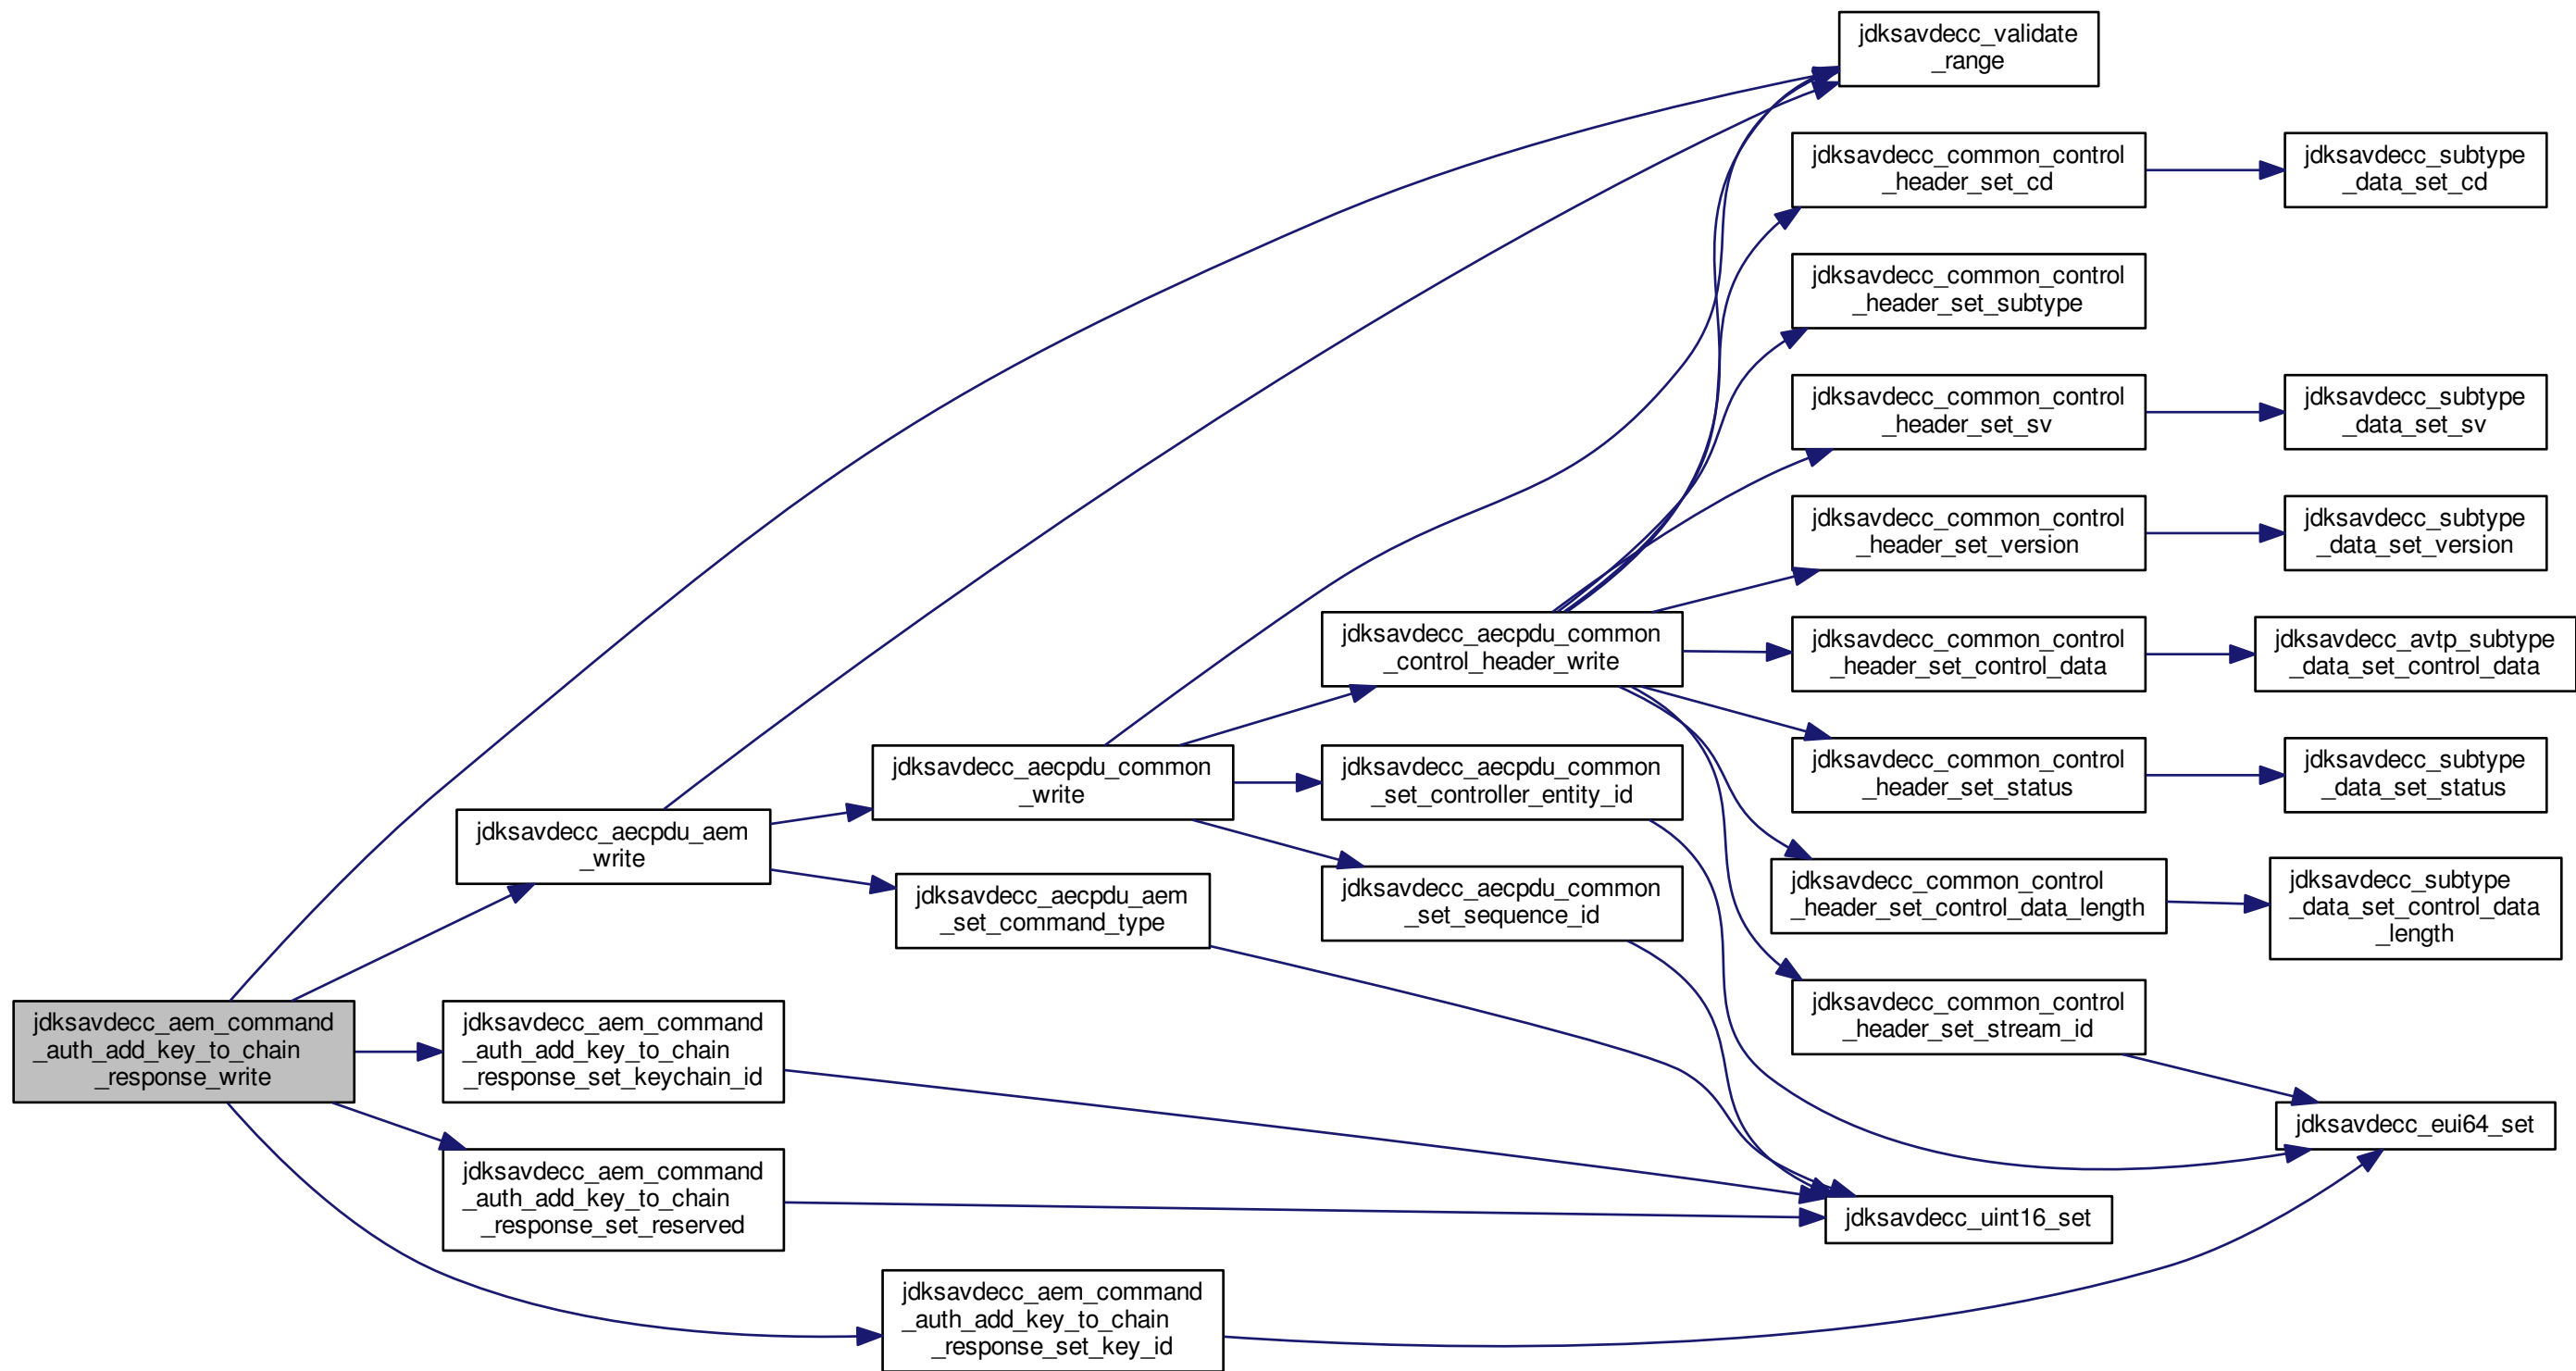 jdksavdecc_validate
_range
jdksavdecc_common_control
_header_set_cd
jdksavdecc_subtype
_data_set_cd
jdksavdecc_common_control
_header_set_subtype
jdksavdecc_common_control
_header_set_sv
jdksavdecc_subtype
_data_set_sv
jdksavdecc_common_control
_header_set_version
jdksavdecc_subtype
_data_set_version
jdksavdecc_aecpdu_common
_control_header_write
jdksavdecc_common_control
_header_set_control_data
jdksavdecc_avtp_subtype
_data_set_control_data
jdksavdecc_aecpdu_common
_write
jdksavdecc_aecpdu_common
_set_controller_entity_id
jdksavdecc_common_control
_header_set_status
jdksavdecc_subtype
_data_set_status
jdksavdecc_aecpdu_aem
_write
jdksavdecc_aecpdu_aem
_set_command_type
jdksavdecc_aecpdu_common
_set_sequence_id
jdksavdecc_common_control
_header_set_control_data_length
jdksavdecc_subtype
_data_set_control_data
_length
jdksavdecc_common_control
_header_set_stream_id
jdksavdecc_aem_command
_auth_add_key_to_chain
_response_write
jdksavdecc_aem_command
_auth_add_key_to_chain
_response_set_keychain_id
jdksavdecc_eui64_set
jdksavdecc_aem_command
_auth_add_key_to_chain
_response_set_reserved
jdksavdecc_uint16_set
jdksavdecc_aem_command
_auth_add_key_to_chain
_response_set_key_id